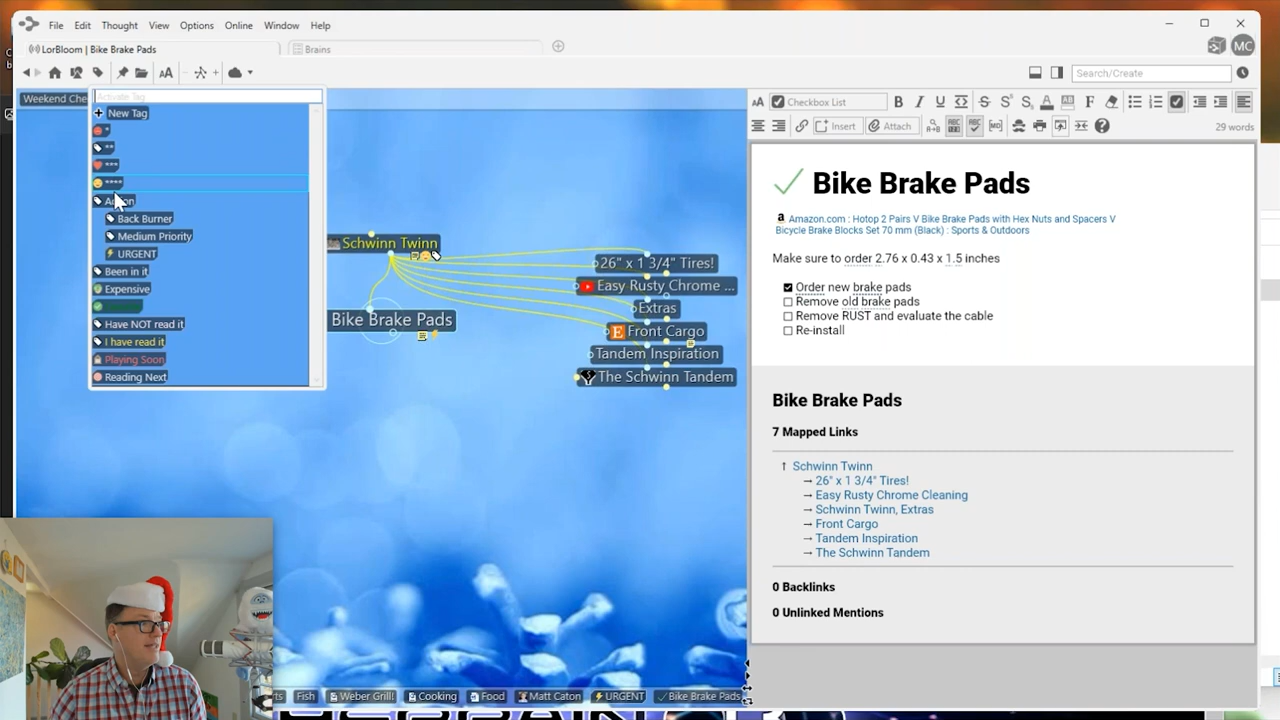 File Edit Thought View Options Online Window Help
LorBloom | Bike Brake Pads
Brains
MC
Search/Create
Weekend Che
Activate Tag
New Tag
*
**
***
****
Back Burner
Medium Priority
URGENT
Been in it
Expensive
Have NOT read it
I have read it
Playing Soon
Reading Next
Schwinn Twinn
Bike Brake Pads
26" x 1 3/4" Tires!
Easy Rusty Chrome ...
Extras
Front Cargo
Tandem Inspiration
The Schwinn Tandem
Checkbox List
Insert
Attach
29 words
Bike Brake Pads
Amazon.com : Hotop 2 Pairs V Bike Brake Pads with Hex Nuts and Spacers V
Bicycle Brake Blocks Set 70 mm (Black) : Sports & Outdoors
Make sure to order 2.76 x 0.43 x 1.5 inches
Order new brake pads
Remove old brake pads
Remove RUST and evaluate the cable
Re-install
Bike Brake Pads
7 Mapped Links
↑ Schwinn Twinn
→ 26" x 1 3/4" Tires!
→ Easy Rusty Chrome Cleaning
→ Schwinn Twinn, Extras
→ Front Cargo
→ Tandem Inspiration
→ The Schwinn Tandem
0 Backlinks
0 Unlinked Mentions
Fish Weber Grill! Cooking Food Matt Caton URGENT Bike Brake Pads